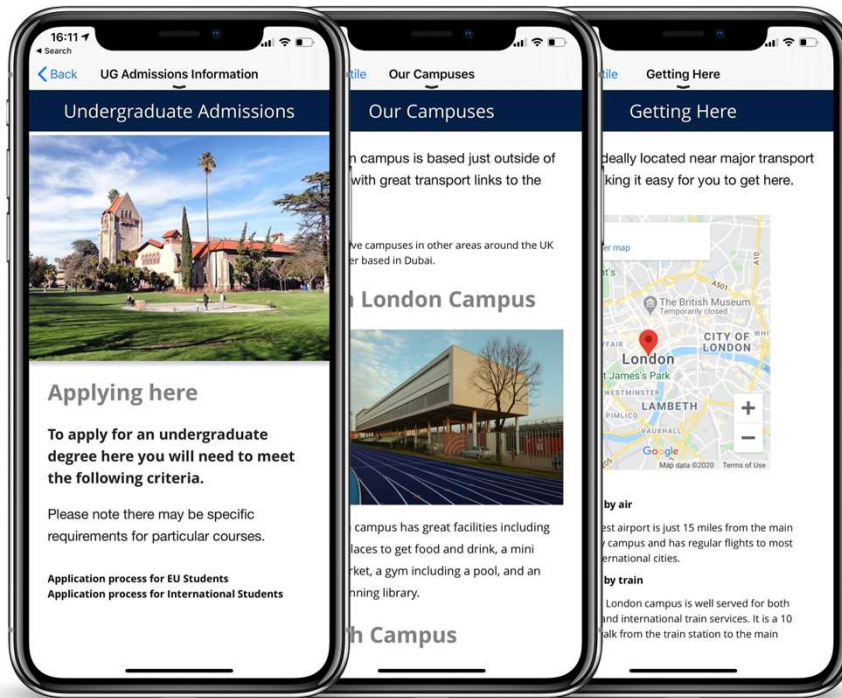 16:11
Search
Back
UG Admissions Information
Undergraduate Admissions
Applying here
To apply for an undergraduate
degree here you will need to meet
the following criteria.
Please note there may be specific
requirements for particular courses.
Application process for EU Students
Application process for International Students
tile
Our Campuses
Our Campuses
campus is based just outside of
with great transport links to the
ve campuses in other areas around the UK
er based in Dubai.
London Campus
campus has great facilities including
laces to get food and drink, a mini
rket, a gym including a pool, and an
nning library.
h Campus
tile
Getting Here
Getting Here
deally located near major transport
king it easy for you to get here.
er map
A10
A501
The British Museum
Temporarily closed
CITY OF
LONDON
WHI
YFAIR
London
t James's Park
WESTMINSTER
LAMBETH
PIMLICO
VAUXHALL
Google
Map data ©2020 Terms of Use
by air
est airport is just 15 miles from the main
y campus and has regular flights to most
ernational cities.
by train
London campus is well served for both
and international train services. It is a 10
alk from the train station to the main